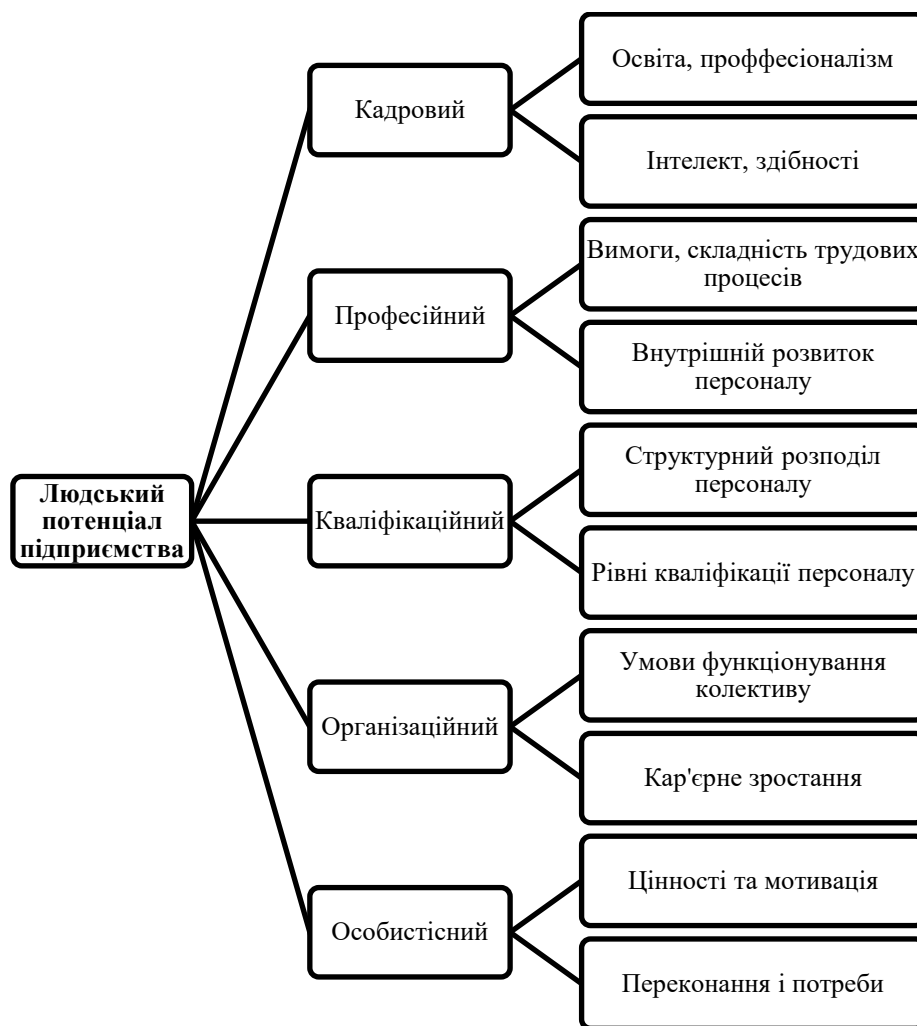 Людський
потенціал
підприємства
Кадровий
Освіта, проффесіоналізм
Інтелект, здібності
Професійний
Вимоги, складність трудових
процесів
Внутрішній розвиток
персоналу
Кваліфікаційний
Структурний розподіл
персоналу
Рівні кваліфікації персоналу
Організаційний
Умови функціонування
колективу
Кар'єрне зростання
Особистісний
Цінності та мотивація
Переконання і потреби